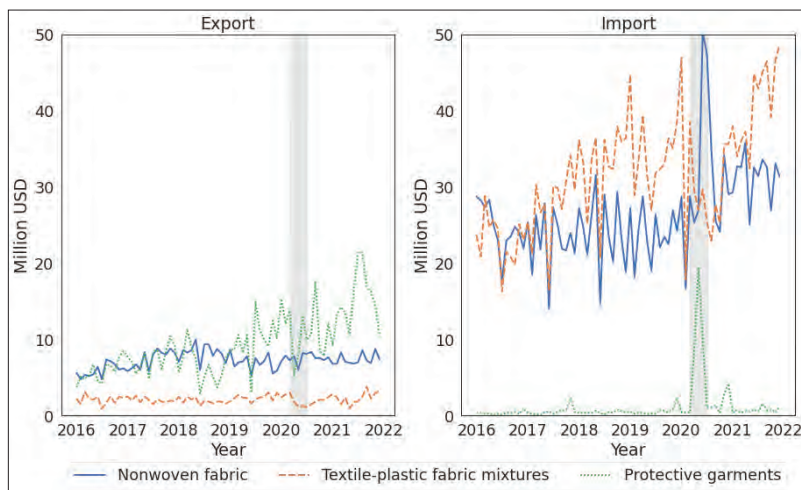 Export
Import
50
40
30
20
10
0
Million USD
2016 2017 2018 2019 2020 2021 2022
Year
50
40
30
20
10
0
Million USD
2016 2017 2018 2019 2020 2021 2022
Year
Nonwoven fabric Textile-plastic fabric mixtures Protective garments